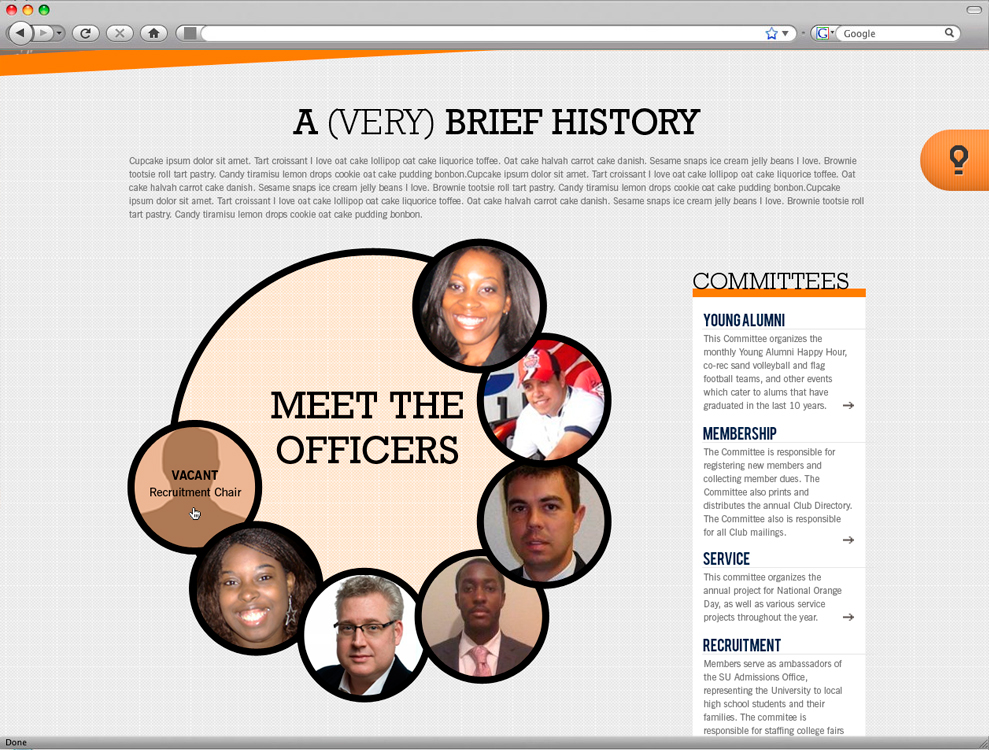 Google
A (VERY) BRIEF HISTORY
Cupcake ipsum dolor sit amet. Tart croissant I love oat cake lollipop oat cake liquorice toffee. Oat cake halvah carrot cake danish. Sesame snaps ice cream jelly beans I love. Brownie
tootsie roll tart pastry. Candy tiramisu lemon drops cookie oat cake pudding bonbon.Cupcake ipsum dolor sit amet. Tart croissant I love oat cake lollipop oat cake liquorice toffee. Oat
cake halvah carrot cake danish. Sesame snaps ice cream jelly beans I love. Brownie tootsie roll tart pastry. Candy tiramisu lemon drops cookie oat cake pudding bonbon.Cupcake
ipsum dolor sit amet. Tart croissant I love oat cake lollipop oat cake liquorice toffee. Oat cake halvah carrot cake danish. Sesame snaps ice cream jelly beans I love. Brownie tootsie roll
tart pastry. Candy tiramisu lemon drops cookie oat cake pudding bonbon.
MEET THE
OFFICERS
VACANT
Recruitment Chair
COMMITTEES
YOUNG ALUMNI
This Committee organizes the
monthly Young Alumni Happy Hour,
co-rec sand volleyball and flag
football teams, and other events
which cater to alums that have
graduated in the last 10 years.
MEMBERSHIP
The Committee is responsible for
registering new members and
collecting member dues. The
Committee also prints and
distributes the annual Club Directory.
The Committee also is responsible
for all Club mailings.
SERVICE
This committee organizes the
annual project for National Orange
Day, as well as various service
projects throughout the year.
RECRUITMENT
Members serve as ambassadors of
the SU Admissions Office,
representing the University to local
high school students and their
families. The commitee is
responsible for staffing college fairs
Done